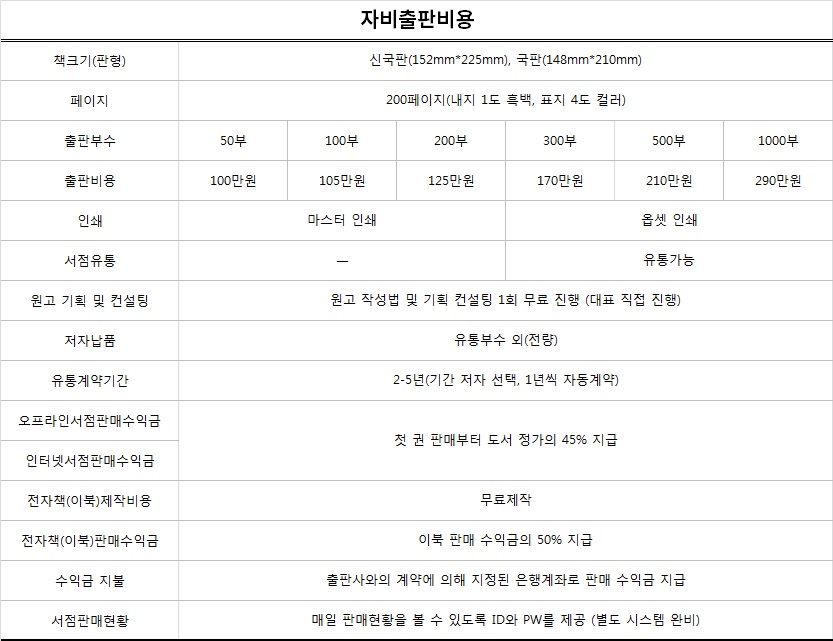 자비출판비용
책크기(판형) 신국판(152mm*225mm), 국판(148mm*210mm)
페이지 200페이지(내지 1도 흑백, 표지 4도 컬러)
출판부수 50부 100부 200부 300부 500부 1000부
출판비용 100만원 105만원 125만원 170만원 210만원 290만원
인쇄 마스터 인쇄 옵셋 인쇄
서점유통 — 유통가능
원고 기획 및 컨설팅 원고 작성법 및 기획 컨설팅 1회 무료 진행 (대표 직접 진행)
저자납품 유통부수 외(전량)
유통계약기간 2-5년(기간 저자 선택, 1년씩 자동계약)
오프라인서점판매수익금
첫 권 판매부터 도서 정가의 45% 지급
인터넷서점판매수익금
전자책(이북)제작비용 무료제작
전자책(이북)판매수익금 이북 판매 수익금의 50% 지급
수익금 지불 출판사와의 계약에 의해 지정된 은행계좌로 판매 수익금 지급
서점판매현황 매일 판매현황을 볼 수 있도록 ID와 PW를 제공 (별도 시스템 완비)